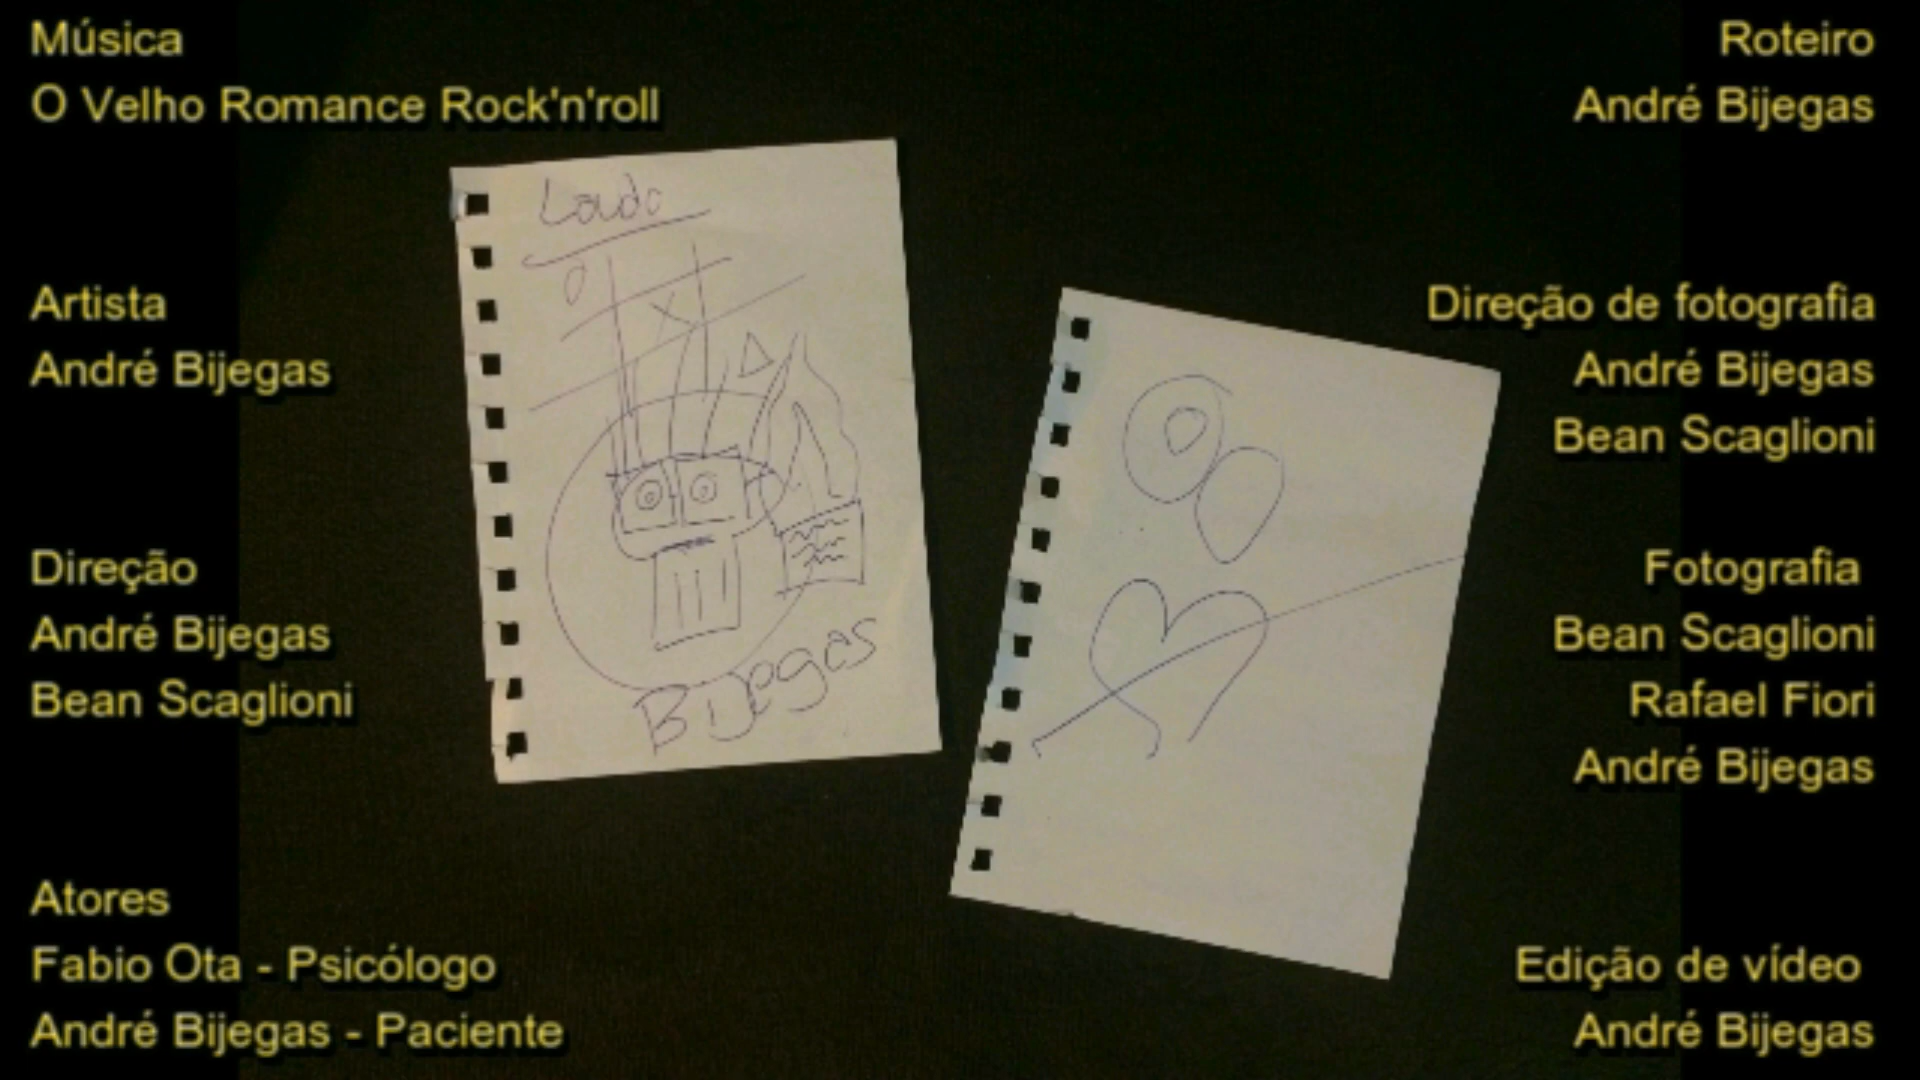 Música
O Velho Romance Rock'n'roll
Artista
André Bijegas
Direção
André Bijegas
Bean Scaglioni
Atores
Fabio Ota - Psicólogo
André Bijegas - Paciente
Bijegas
Roteiro
André Bijegas
Direção de fotografia
André Bijegas
Bean Scaglioni
Fotografia
Bean Scaglioni
Rafael Fiori
André Bijegas
Edição de vídeo
André Bijegas